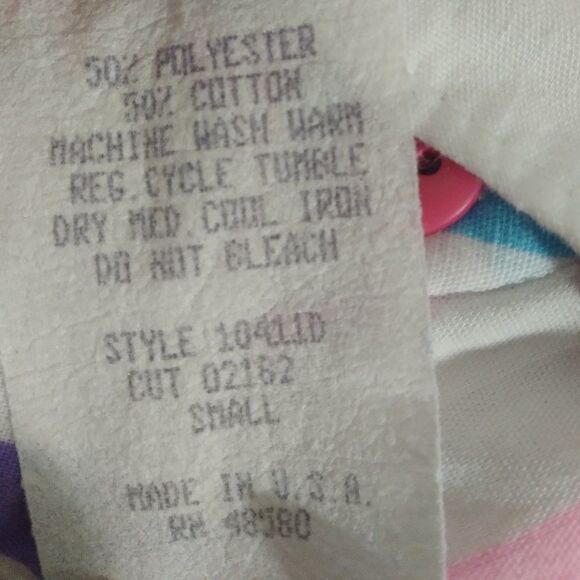 50% POLYESTER
50% COTTON
MACHINE WASH WARM
REG. CYCLE TUMBLE
DRY MED. COOL IRON
DO NOT BLEACH
STYLE 10411D
CUT 02162
SMALL
MADE IN U.S.A.
RN 48580